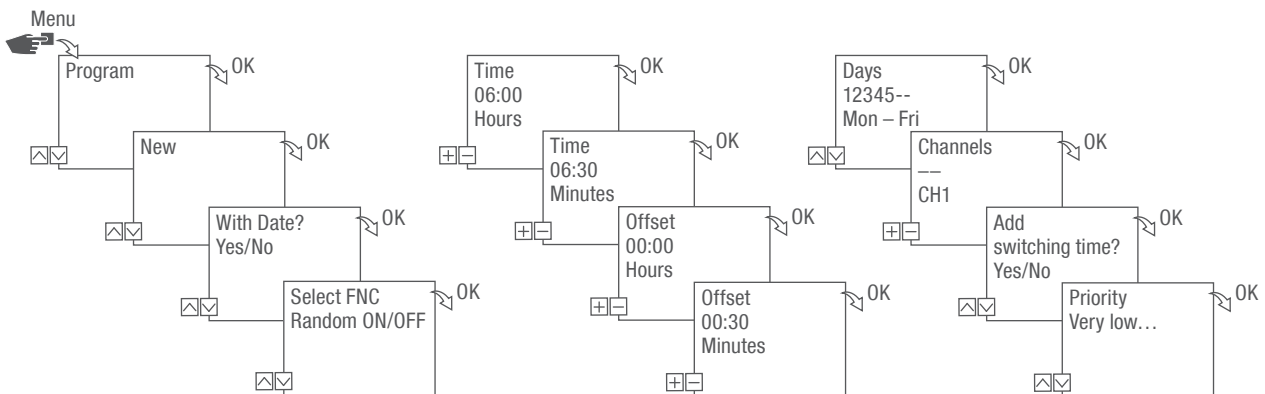 Menu
Program
OK
New
OK
With Date?
Yes/No
OK
Select FNC
Random ON/OFF
OK
Time
06:00
Hours
OK
Time
06:30
Minutes
OK
Offset
00:00
Hours
OK
Offset
00:30
Minutes
OK
Days
12345--
Mon – Fri
OK
Channels
––
CH1
OK
Add
switching time?
Yes/No
OK
Priority
Very low…
OK